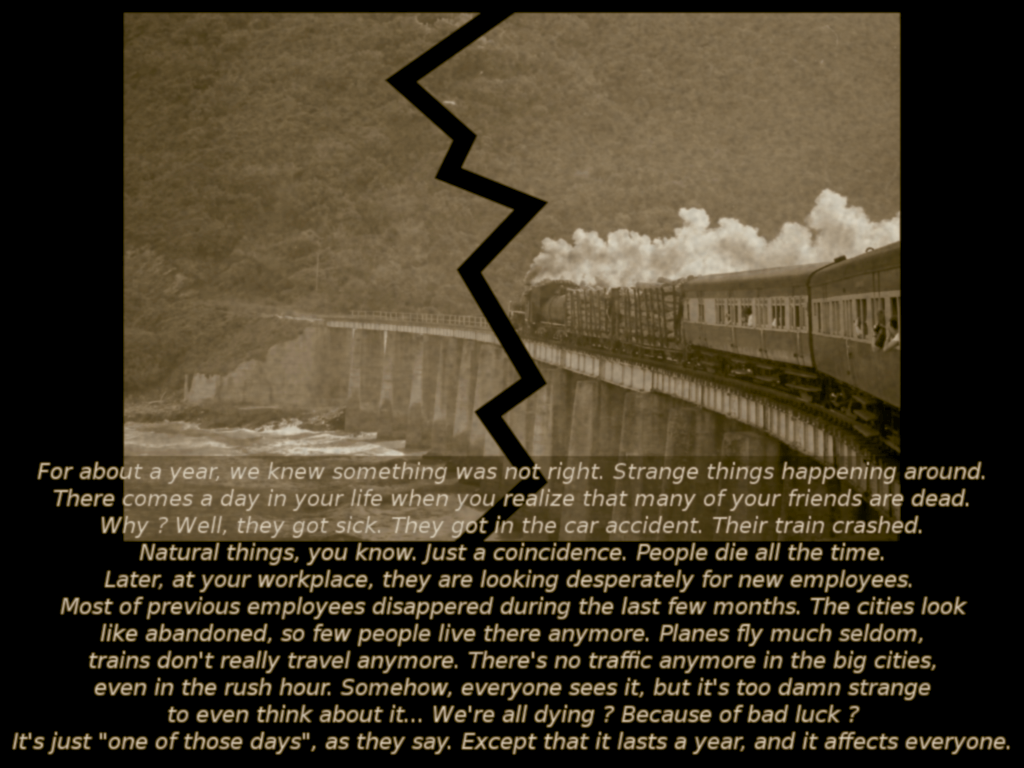 For about a year, we knew something was not right. Strange things happening around.
There comes a day in your life when you realize that many of your friends are dead.
Why ? Well, they got sick. They got in the car accident. Their train crashed.
Natural things, you know. Just a coincidence. People die all the time.
Later, at your workplace, they are looking desperately for new employees.
Most of previous employees disappeared during the last few months. The cities look
like abandoned, so few people live there anymore. Planes fly much seldom,
trains don't really travel anymore. There's no traffic anymore in the big cities,
even in the rush hour. Somehow, everyone sees it, but it's too damn strange
to even think about it... We're all dying ? Because of bad luck ?
It's just "one of those days", as they say. Except that it lasts a year, and it affects everyone.